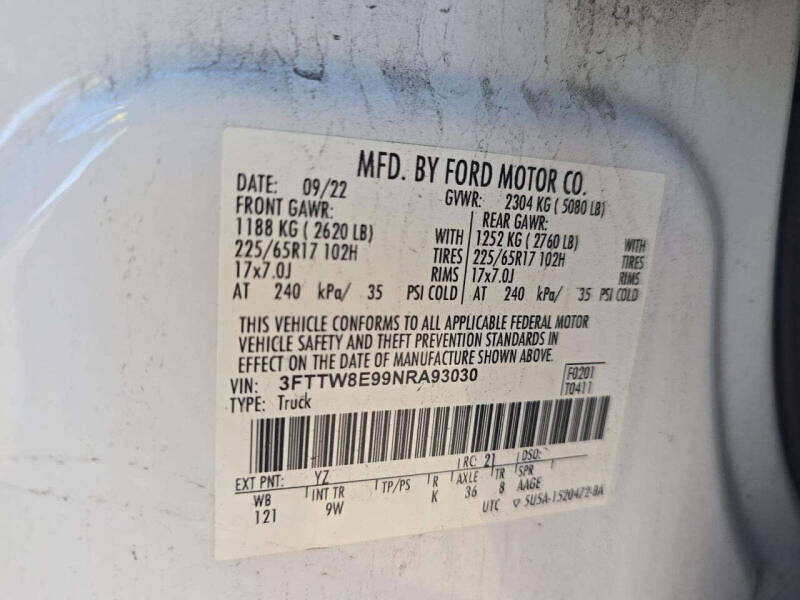 MFD. BY FORD MOTOR CO.
DATE: 09/22 GVWR: 2304 KG ( 5080 LB)
FRONT GAWR: REAR GAWR:
1188 KG ( 2620 LB) WITH 1252 KG ( 2760 LB) WITH
225/65R17 102H TIRES 225/65R17 102H TIRES
17x7.0J RIMS 17x7.0J RIMS
AT 240 kPa/ 35 PSI COLD AT 240 kPa/ 35 PSI COLD
THIS VEHICLE CONFORMS TO ALL APPLICABLE FEDERAL MOTOR
VEHICLE SAFETY AND THEFT PREVENTION STANDARDS IN
EFFECT ON THE DATE OF MANUFACTURE SHOWN ABOVE.
VIN: 3FTTW8E99NRA93030 F0201
TYPE: Truck T0411
EXT PNT: YZ RC: 21 DSO:
WB INT TR TP/PS R AXLE TR SPR
121 9W K 36 8 AAGE
UTC 5U5A-1520472-BA